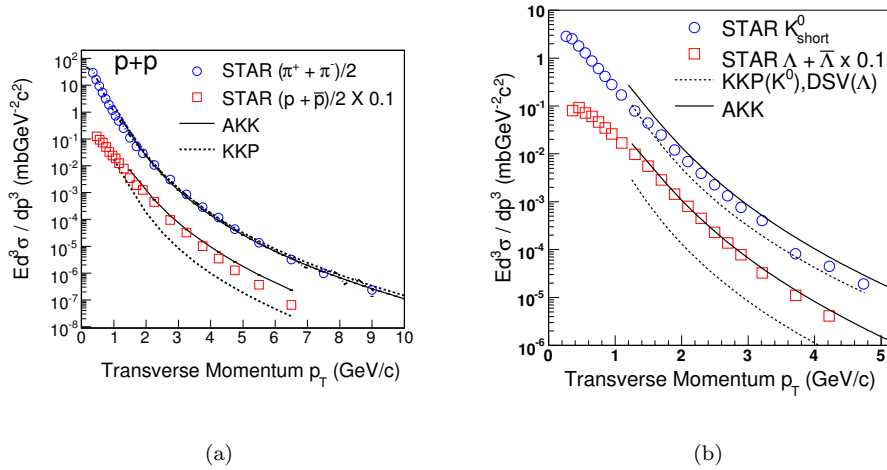 p+p
STAR (π⁺ + π⁻)/2
STAR (p + p̅)/2 X 0.1
AKK
KKP
Ed³σ / dp³ (mbGeV⁻²c²)
10²
10
1
10⁻¹
10⁻²
10⁻³
10⁻⁴
10⁻⁵
10⁻⁶
10⁻⁷
10⁻⁸
0 1 2 3 4 5 6 7 8 9 10
Transverse Momentum p_T (GeV/c)
(a)
STAR K⁰_short
STAR Λ + Λ̅ x 0.1
KKP(K⁰),DSV(Λ)
AKK
Ed³σ / dp³ (mbGeV⁻²c²)
10
1
10⁻¹
10⁻²
10⁻³
10⁻⁴
10⁻⁵
10⁻⁶
0 1 2 3 4 5
Transverse Momentum p_T (GeV/c)
(b)